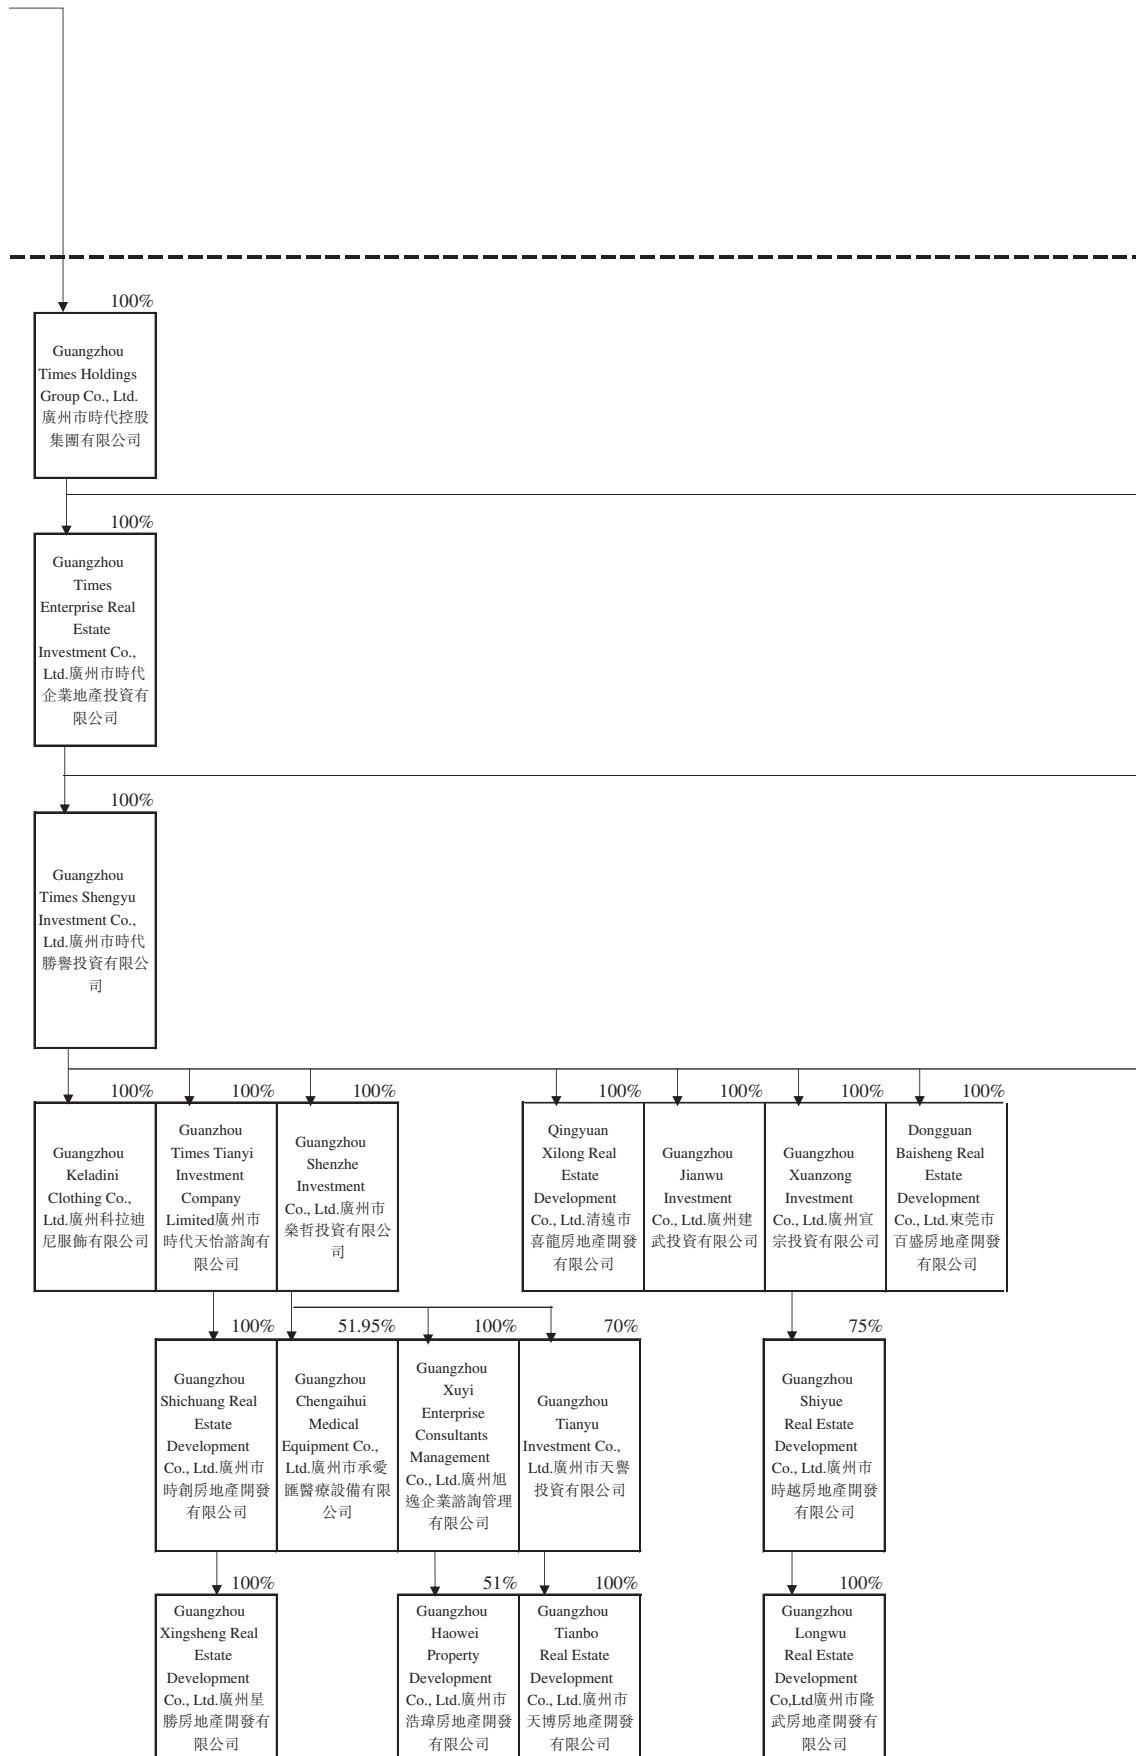 100%
Guangzhou
Times Holdings
Group Co., Ltd.
廣州市時代控股
集團有限公司
100%
Guangzhou
Times
Enterprise Real
Estate
Investment Co.,
Ltd.廣州市時代
企業地產投資有
限公司
100%
Guangzhou
Times Shengyu
Investment Co.,
Ltd.廣州市時代
勝譽投資有限公
司
100%
Guangzhou
Keladini
Clothing Co.,
Ltd.廣州科拉迪
尼服飾有限公司
100%
Guanzhou
Times Tianyi
Investment
Company
Limited廣州市
時代天怡諮詢有
限公司
100%
Guangzhou
Shenzhe
Investment
Co., Ltd.廣州市
燊哲投資有限公
司
100%
Qingyuan
Xilong Real
Estate
Development
Co., Ltd.清遠市
喜龍房地產開發
有限公司
100%
Guangzhou
Jianwu
Investment
Co., Ltd.廣州建
武投資有限公司
100%
Guangzhou
Xuanzong
Investment
Co., Ltd.廣州宣
宗投資有限公司
100%
Dongguan
Baisheng Real
Estate
Development
Co., Ltd.東莞市
百盛房地產開發
有限公司
100%
Guangzhou
Shichuang Real
Estate
Development
Co., Ltd.廣州市
時創房地產開發
有限公司
51.95%
Guangzhou
Chengaihui
Medical
Equipment Co.,
Ltd.廣州市承愛
匯醫療設備有限
公司
100%
Guangzhou
Xuyi
Enterprise
Consultants
Management
Co., Ltd.廣州旭
逸企業諮詢管理
有限公司
70%
Guangzhou
Tianyu
Investment Co.,
Ltd.廣州市天譽
投資有限公司
75%
Guangzhou
Shiyue
Real Estate
Development
Co., Ltd.廣州市
時越房地產開發
有限公司
100%
Guangzhou
Xingsheng Real
Estate
Development
Co., Ltd.廣州星
勝房地產開發有
限公司
51%
Guangzhou
Haowei
Property
Development
Co., Ltd.廣州市
浩瑋房地產開發
有限公司
100%
Guangzhou
Tianbo
Real Estate
Development
Co., Ltd.廣州市
天博房地產開發
有限公司
100%
Guangzhou
Longwu
Real Estate
Development
Co,Ltd廣州市隆
武房地產開發有
限公司